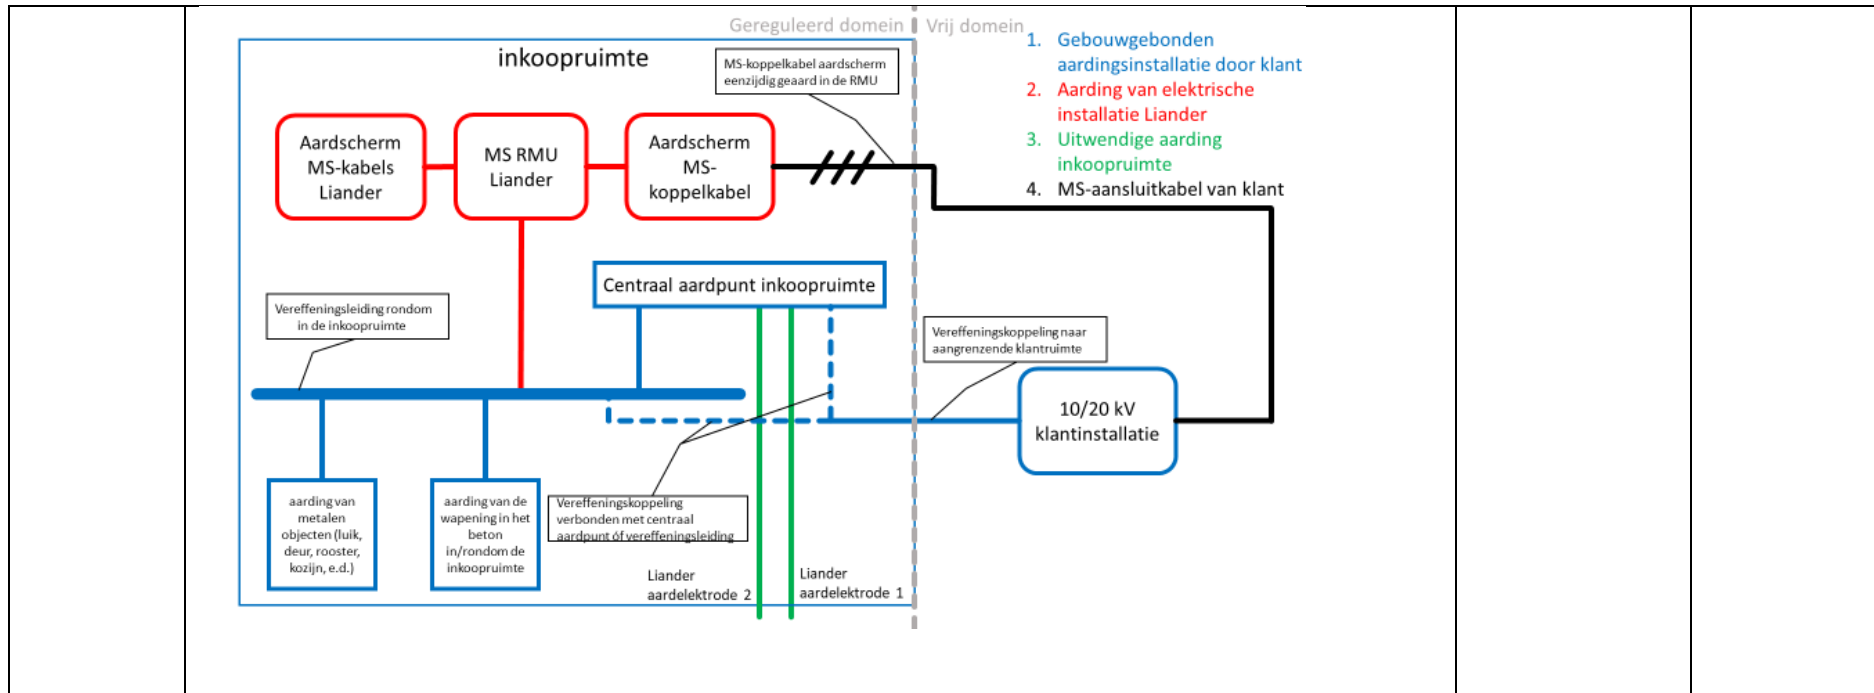 Gereguleerd domein
Vrij domein
inkoopruimte
MS-koppelkabel aardscherm
eenzijdig geaard in de RMU
1. Gebouwgebonden
aardingsinstallatie door klant
2. Aarding van elektrische
installatie Liander
3. Uitwendige aarding
inkoopruimte
4. MS-aansluitkabel van klant
Aardscherm
MS-kabels
Liander
MS RMU
Liander
Aardscherm
MS-
koppelkabel
Centraal aardpunt inkoopruimte
Vereffeningsleiding rondom
in de inkoopruimte
Vereffeningskoppeling naar
aangrenzende klantruimte
10/20 kV
klantinstallatie
aarding van
metalen
objecten (luik,
deur, rooster,
kozijn, e.d.)
aarding van de
wapening in het
beton
in/rondom de
inkoopruimte
Vereffeningskoppeling
verbonden met centraal
aardpunt óf vereffeningsleiding
Liander
aardelektrode 2
Liander
aardelektrode 1